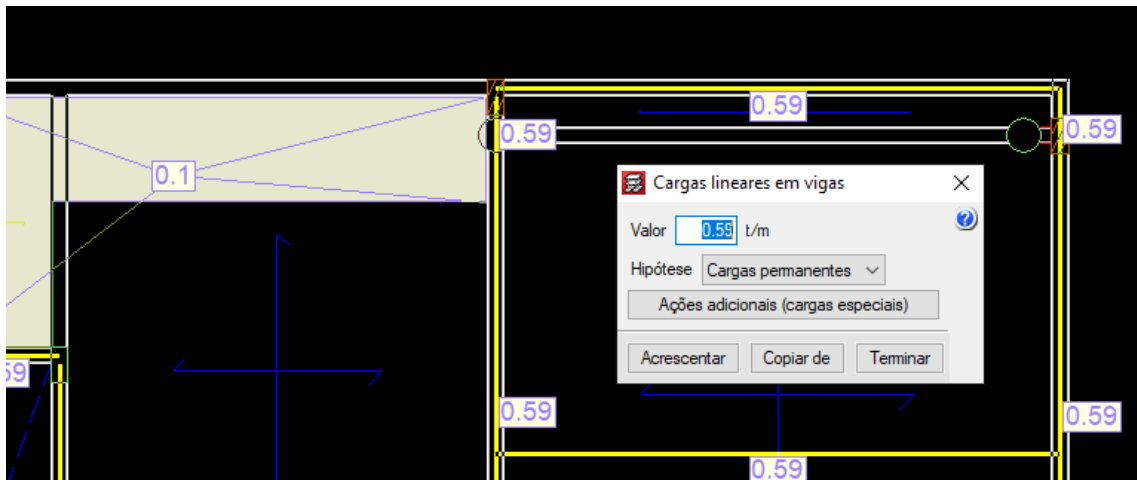 0.59
0.59
0.59
0.1
Cargas lineares em vigas
Valor 0.59 t/m
Hipótese Cargas permanentes
Ações adicionais (cargas especiais)
Acrescentar Copiar de Terminar
59
0.59
0.59
0.59